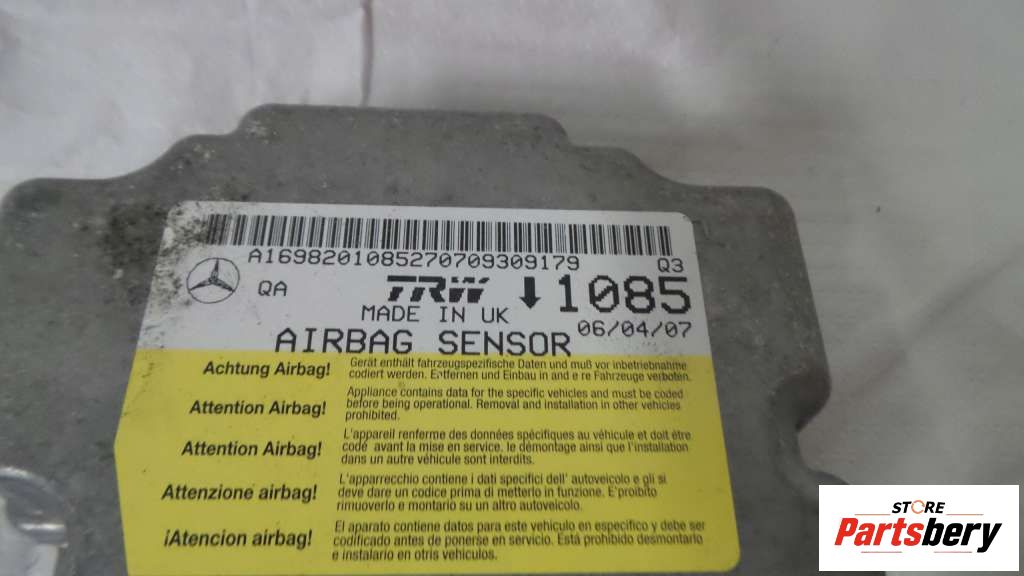 A1698201085270709309179
Q3
QA
TRW
↓1085
MADE IN UK
06/04/07
AIRBAG SENSOR
Achtung Airbag!
Gerät enthält fahrzeugspezifische Daten und muß vor inbetriebnahme
codiert werden. Entfernen und Einbau in and e re Fahrzeuge verboten.
Attention Airbag!
Appliance contains data for the specific vehicles and must be coded
before being operational. Removal and installation in other vehicles
prohibited.
Attention Airbag!
L'appareil renferme des données spécifiques au véhicule et doit être
codé avant la mise en service. le démontage ainsi que l'installation
dans un autre véhicule sont interdits.
Attenzione airbag!
L'apparrecchio contiene i dati specifici dell' autoveicolo e gli si
deve dare un codice prima di metterlo in funzione. E'proibito
rimuoverlo e montario su un altro autoveicolo.
¡Atencion airbag!
El aparato contiene datos para este vehiculo en especifico y debe ser
codificado antes de ponerse en servicio. Está prohibido desmontarlo
e instalarlo en otris vehiculos.
STORE
Partsbery